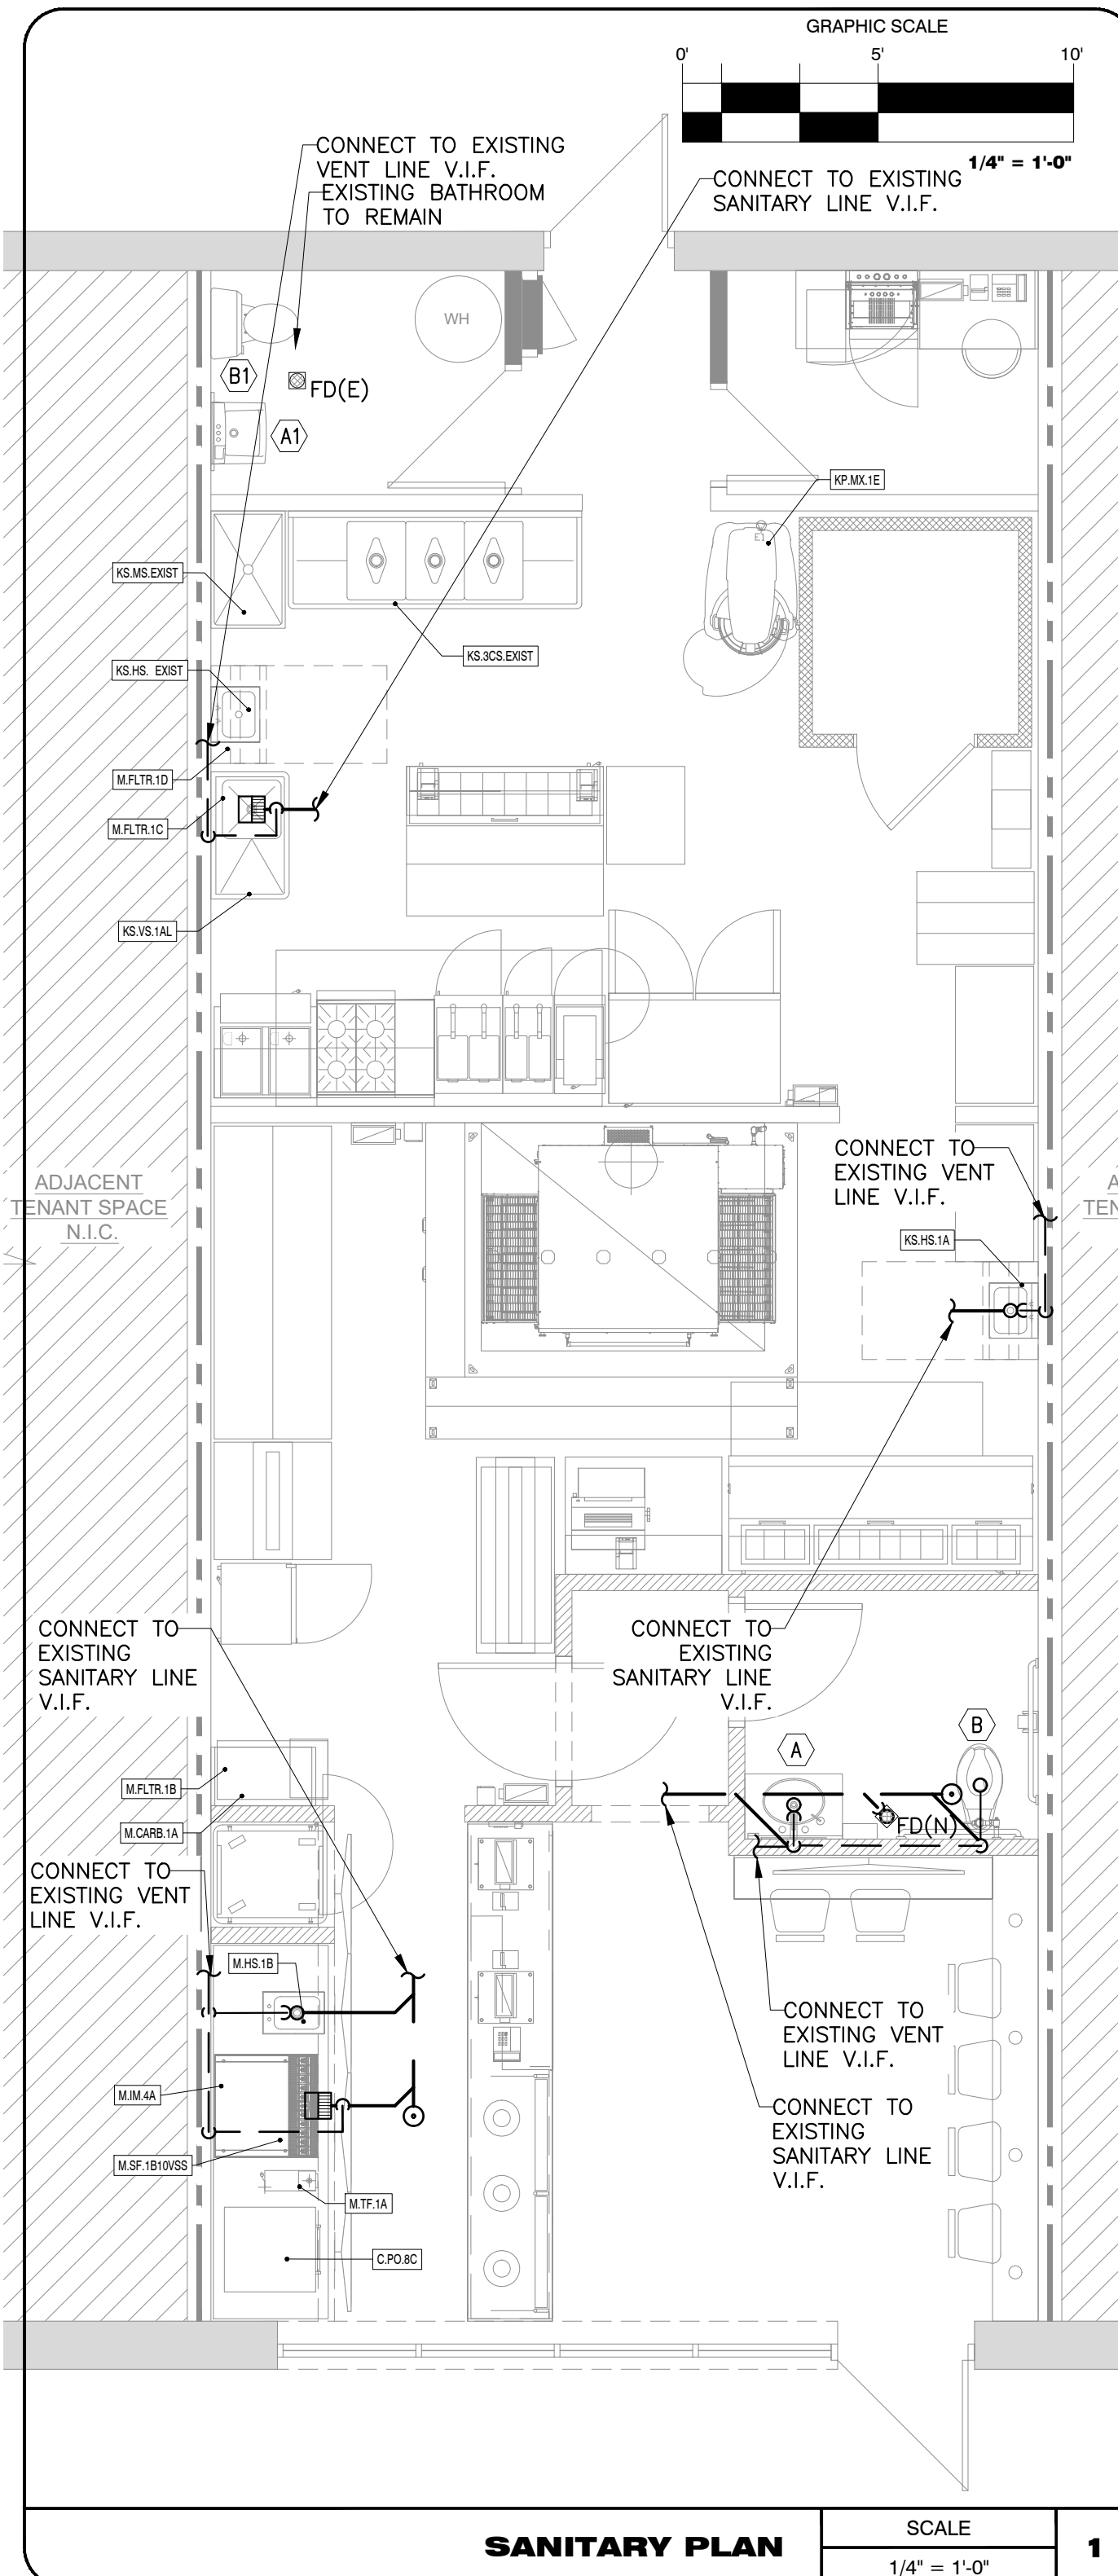 GRAPHIC SCALE
0'
5'
10'
1/4" = 1'-0"
CONNECT TO EXISTING
VENT LINE V.I.F.
EXISTING BATHROOM
TO REMAIN
CONNECT TO EXISTING
SANITARY LINE V.I.F.
WH
B1
FD(E)
A1
KP.MX.1E
E1
KS.MS.EXIST
KS.3CS.EXIST
KS.HS. EXIST
M.FLTR.1D
M.FLTR.1C
KS.VS.1AL
ADJACENT
TENANT SPACE
N.I.C.
CONNECT TO
EXISTING VENT
LINE V.I.F.
A
TEN
KS.HS.1A
CONNECT TO
EXISTING
SANITARY LINE
V.I.F.
CONNECT TO
EXISTING
SANITARY LINE
V.I.F.
A
B
FD(N)
M.FLTR.1B
M.CARB.1A
CONNECT TO
EXISTING VENT
LINE V.I.F.
M.HS.1B
M.IM.4A
M.SF.1B10VSS
M.TF.1A
C.PO.8C
CONNECT TO
EXISTING VENT
LINE V.I.F.
CONNECT TO
EXISTING
SANITARY LINE
V.I.F.
SANITARY PLAN
SCALE
1/4" = 1'-0"
1